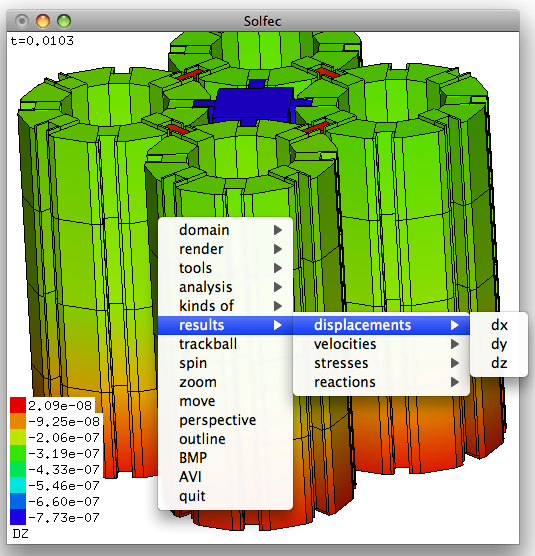 Solfec
t=0.0103
domain
render
tools
analysis
kinds of
results
trackball
spin
zoom
move
perspective
outline
BMP
AVI
quit
displacements
velocities
stresses
reactions
dx
dy
dz
2.09e-08
-9.25e-08
-2.06e-07
-3.19e-07
-4.33e-07
-5.46e-07
-6.60e-07
-7.73e-07
DZ